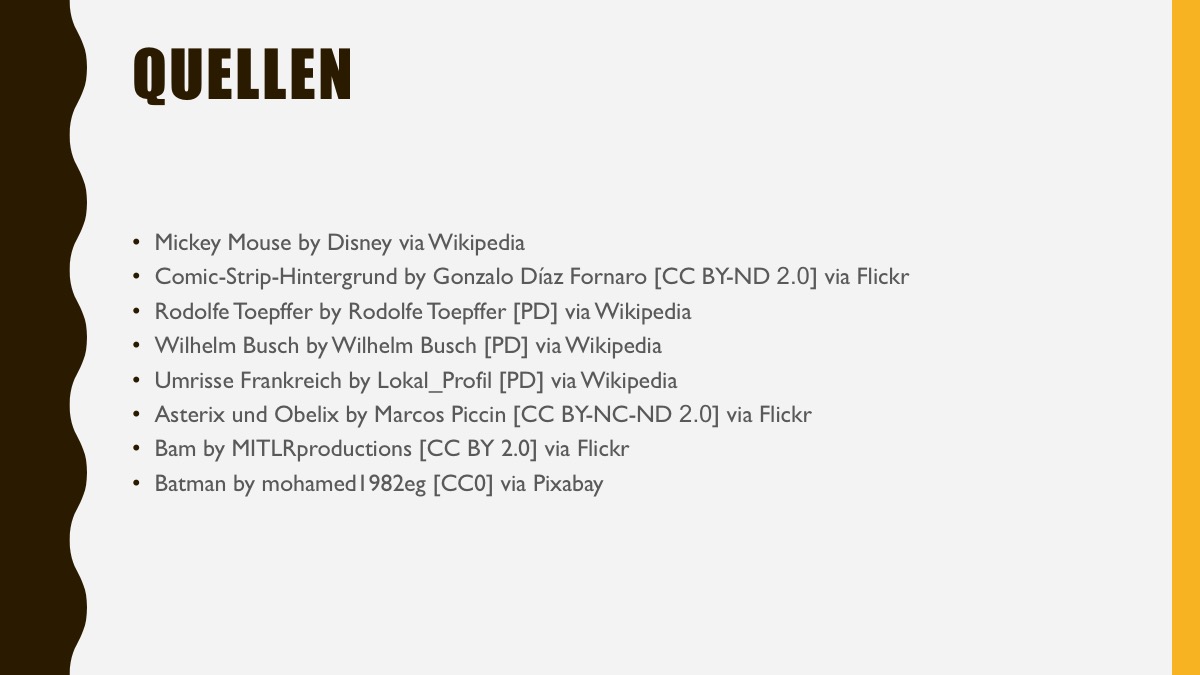 QUELLEN
• Mickey Mouse by Disney via Wikipedia
• Comic-Strip-Hintergrund by Gonzalo Díaz Fornaro [CC BY-ND 2.0] via Flickr
• Rodolfe Toepffer by Rodolfe Toepffer [PD] via Wikipedia
• Wilhelm Busch by Wilhelm Busch [PD] via Wikipedia
• Umrisse Frankreich by Lokal_Profil [PD] via Wikipedia
• Asterix und Obelix by Marcos Piccin [CC BY-NC-ND 2.0] via Flickr
• Bam by MITLRproductions [CC BY 2.0] via Flickr
• Batman by mohamed1982eg [CC0] via Pixabay